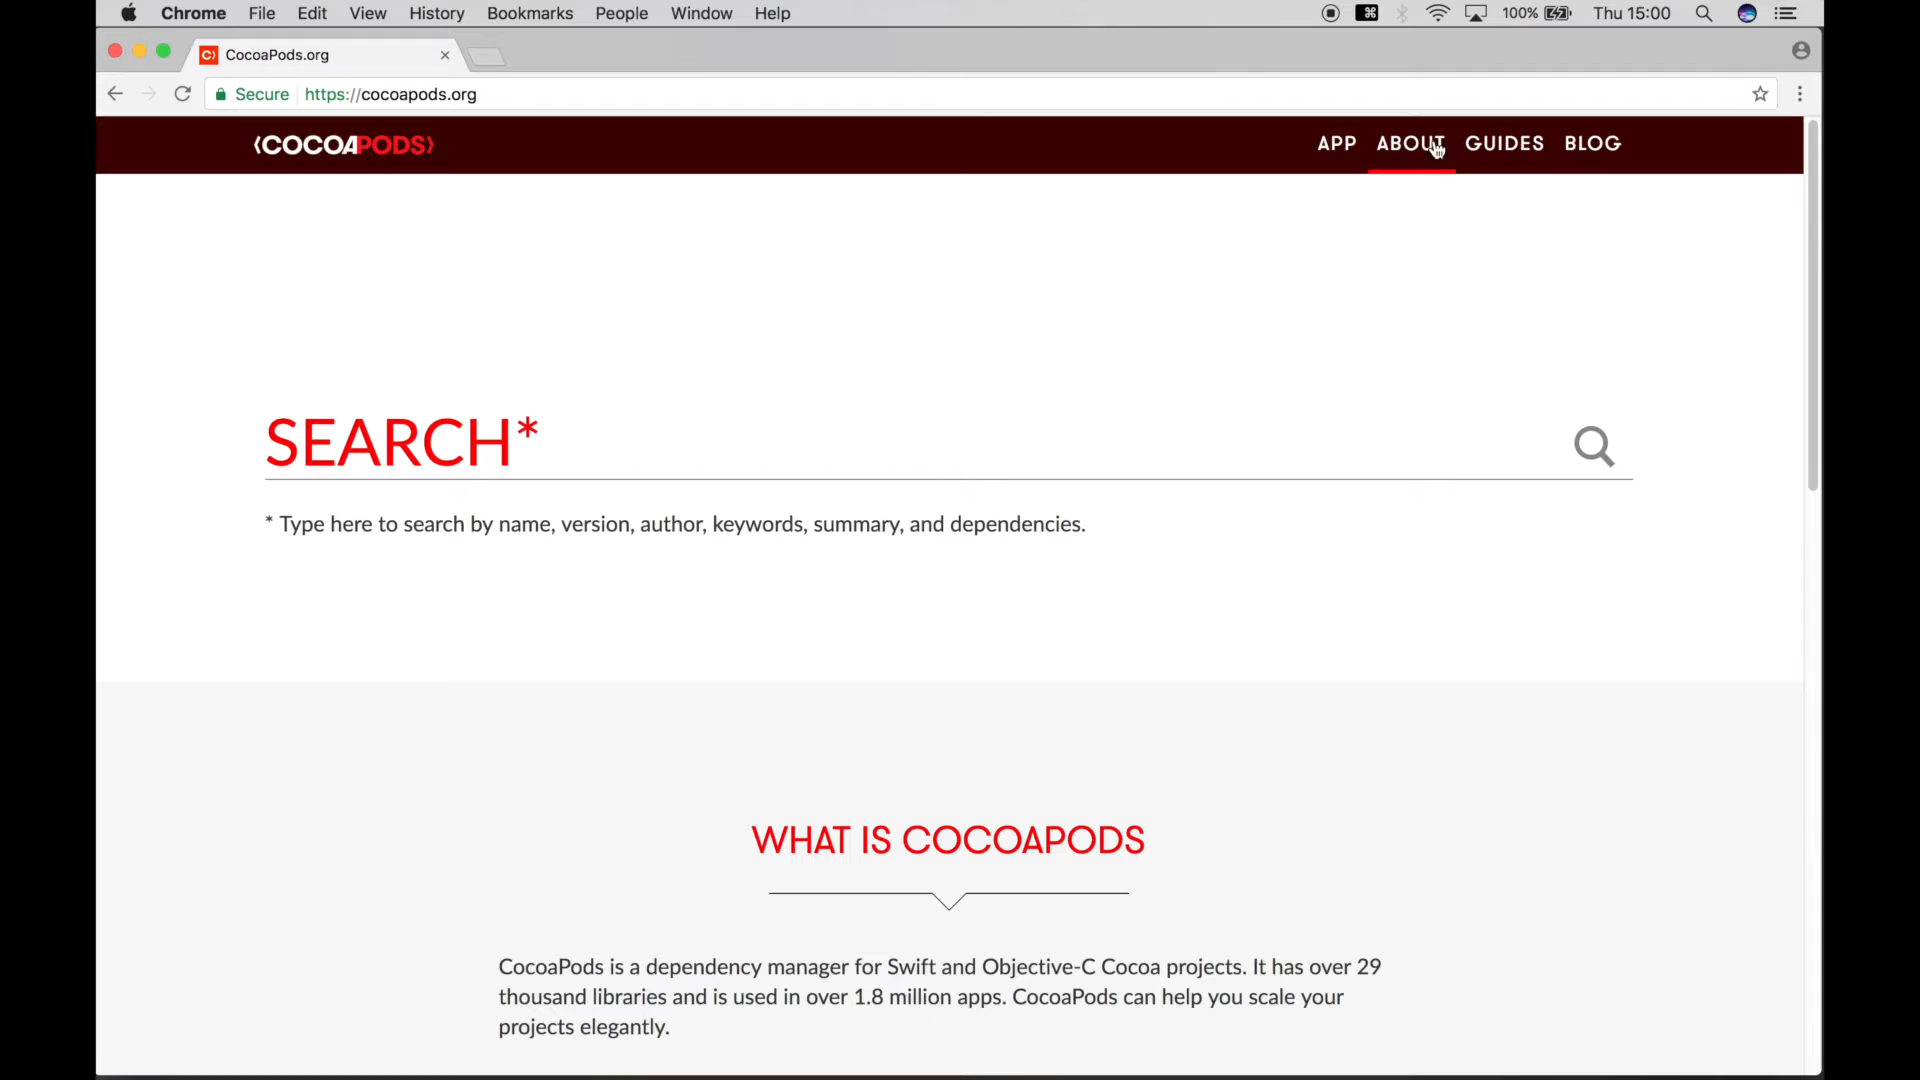 Chrome File Edit View History Bookmarks People Window Help 100% Thu 15:00
CocoaPods.org
Secure https://cocoapods.org
COCOAPODS APP ABOUT GUIDES BLOG
SEARCH*
* Type here to search by name, version, author, keywords, summary, and dependencies.
WHAT IS COCOAPODS
CocoaPods is a dependency manager for Swift and Objective-C Cocoa projects. It has over 29
thousand libraries and is used in over 1.8 million apps. CocoaPods can help you scale your
projects elegantly.